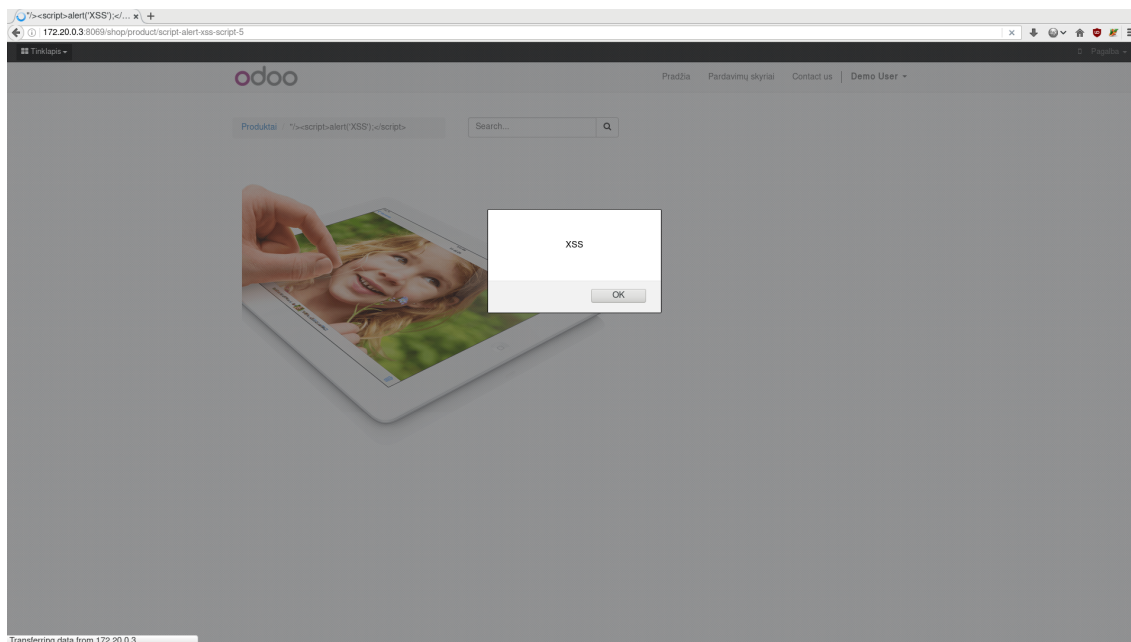 "/><script>alert('XSS');</... × +
172.20.0.3:8069/shop/product/script-alert-xss-script-5
Tinklapis
Pagalba
odoo
Pradžia Pardavimų skyriai Contact us Demo User
Produktai "/><script>alert('XSS');</script> Search...
XSS
OK
Transferring data from 172.20.0.3...